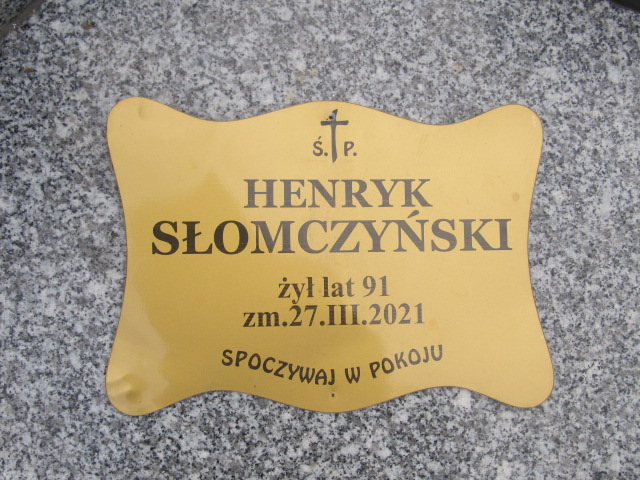 Ś. P.
HENRYK
SŁOMCZYŃSKI
żył lat 91
zm.27.III.2021
SPOCZYWAJ W POKOJU